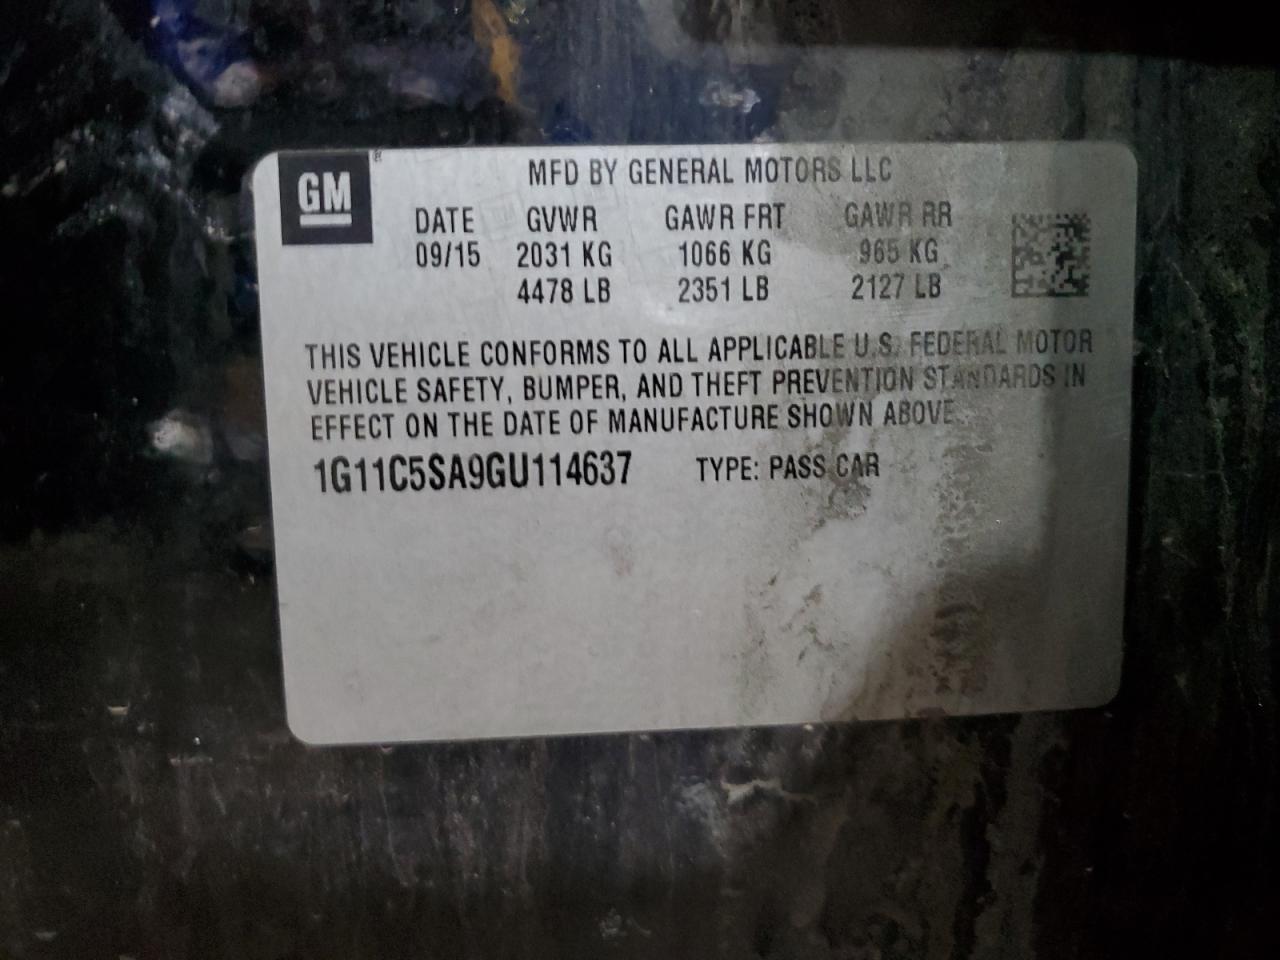 GM®
MFD BY GENERAL MOTORS LLC
DATE GVWR GAWR FRT GAWR RR
09/15 2031 KG 1066 KG 965 KG
4478 LB 2351 LB 2127 LB
THIS VEHICLE CONFORMS TO ALL APPLICABLE U.S. FEDERAL MOTOR
VEHICLE SAFETY, BUMPER, AND THEFT PREVENTION STANDARDS IN
EFFECT ON THE DATE OF MANUFACTURE SHOWN ABOVE.
1G11C5SA9GU114637 TYPE: PASS CAR